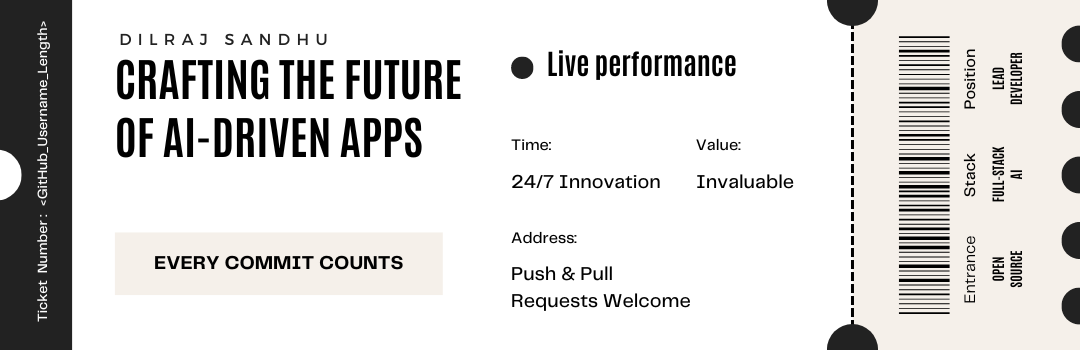 Ticket Number: <GitHub_Username_Length>
DILRAJ SANDHU
CRAFTING THE FUTURE
OF AI-DRIVEN APPS
EVERY COMMIT COUNTS
Live performance
Time:
24/7 Innovation
Value:
Invaluable
Address:
Push & Pull
Requests Welcome
Entrance
OPEN
SOURCE
Stack
FULL-STACK
AI
Position
LEAD
DEVELOPER